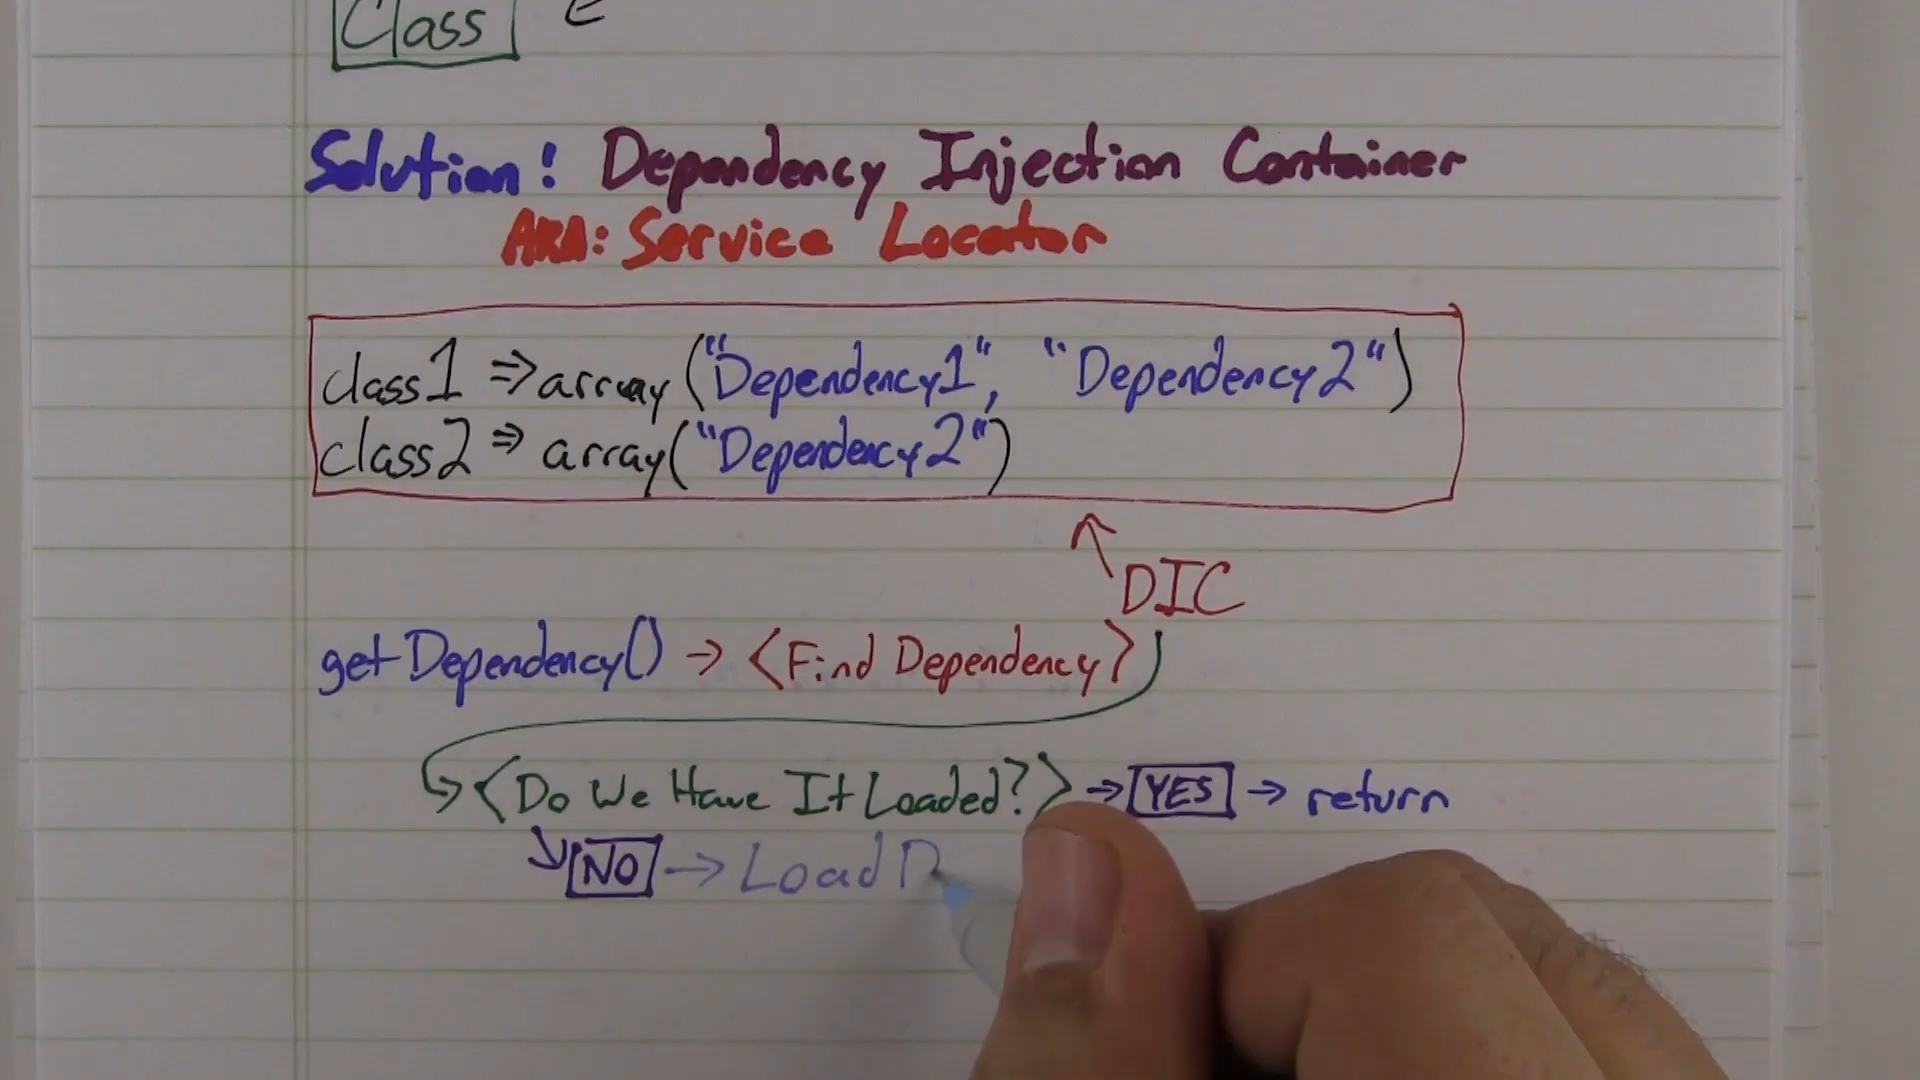 Class
Solution! Dependency Injection Container
AKA: Service Locator
class1 => array("Dependency1", "Dependency2")
class2 => array("Dependency2")
DIC
getDependency() → <Find Dependency>
<Do We Have It Loaded?> → YES → return
NO → Load D